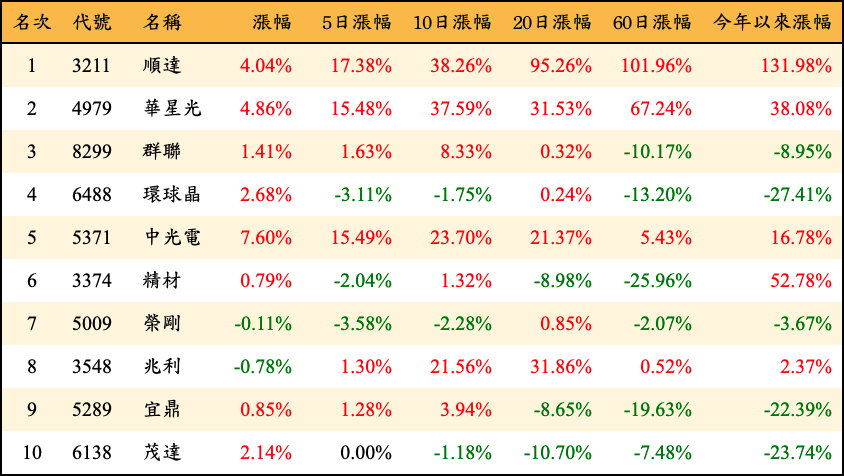 名次 代號 名稱 漲幅 5日漲幅 10日漲幅 20日漲幅 60日漲幅 今年以來漲幅
1 3211 順達 4.04% 17.38% 38.26% 95.26% 101.96% 131.98%
2 4979 華星光 4.86% 15.48% 37.59% 31.53% 67.24% 38.08%
3 8299 群聯 1.41% 1.63% 8.33% 0.32% -10.17% -8.95%
4 6488 環球晶 2.68% -3.11% -1.75% 0.24% -13.20% -27.41%
5 5371 中光電 7.60% 15.49% 23.70% 21.37% 5.43% 16.78%
6 3374 精材 0.79% -2.04% 1.32% -8.98% -25.96% 52.78%
7 5009 榮剛 -0.11% -3.58% -2.28% 0.85% -2.07% -3.67%
8 3548 兆利 -0.78% 1.30% 21.56% 31.86% 0.52% 2.37%
9 5289 宜鼎 0.85% 1.28% 3.94% -8.65% -19.63% -22.39%
10 6138 茂達 2.14% 0.00% -1.18% -10.70% -7.48% -23.74%